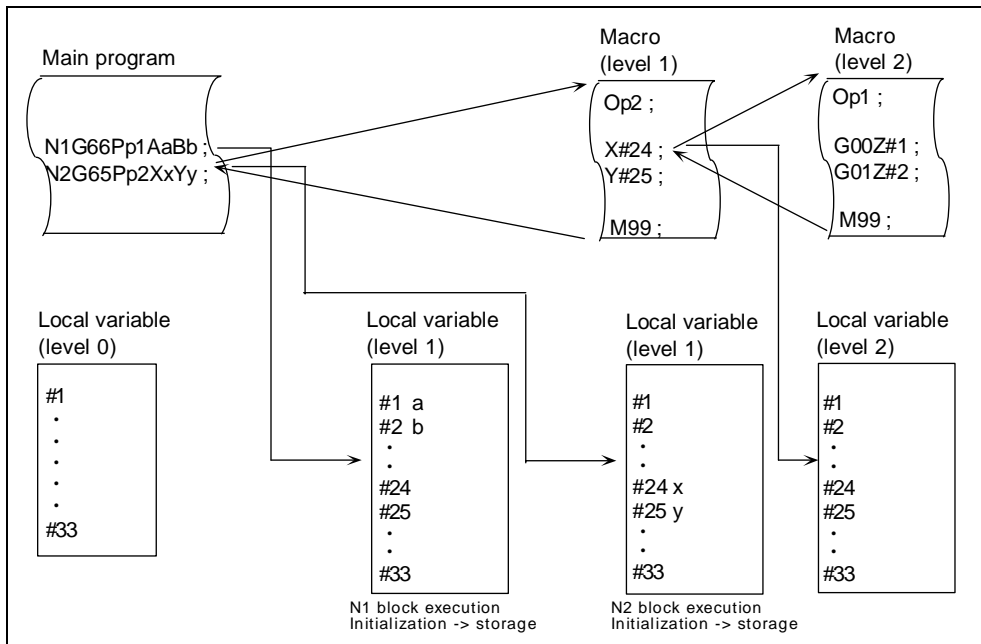 Main program
N1G66Pp1AaBb ;
N2G65Pp2XxYy ;
Macro
(level 1)
Op2 ;
X#24 ;
Y#25 ;
M99 ;
Macro
(level 2)
Op1 ;
G00Z#1 ;
G01Z#2 ;
M99 ;
Local variable
(level 0)
#1
#33
Local variable
(level 1)
#1 a
#2 b
#24
#25
#33
N1 block execution
Initialization -> storage
Local variable
(level 1)
#1
#2
#24 x
#25 y
#33
N2 block execution
Initialization -> storage
Local variable
(level 2)
#1
#2
#24
#25
#33